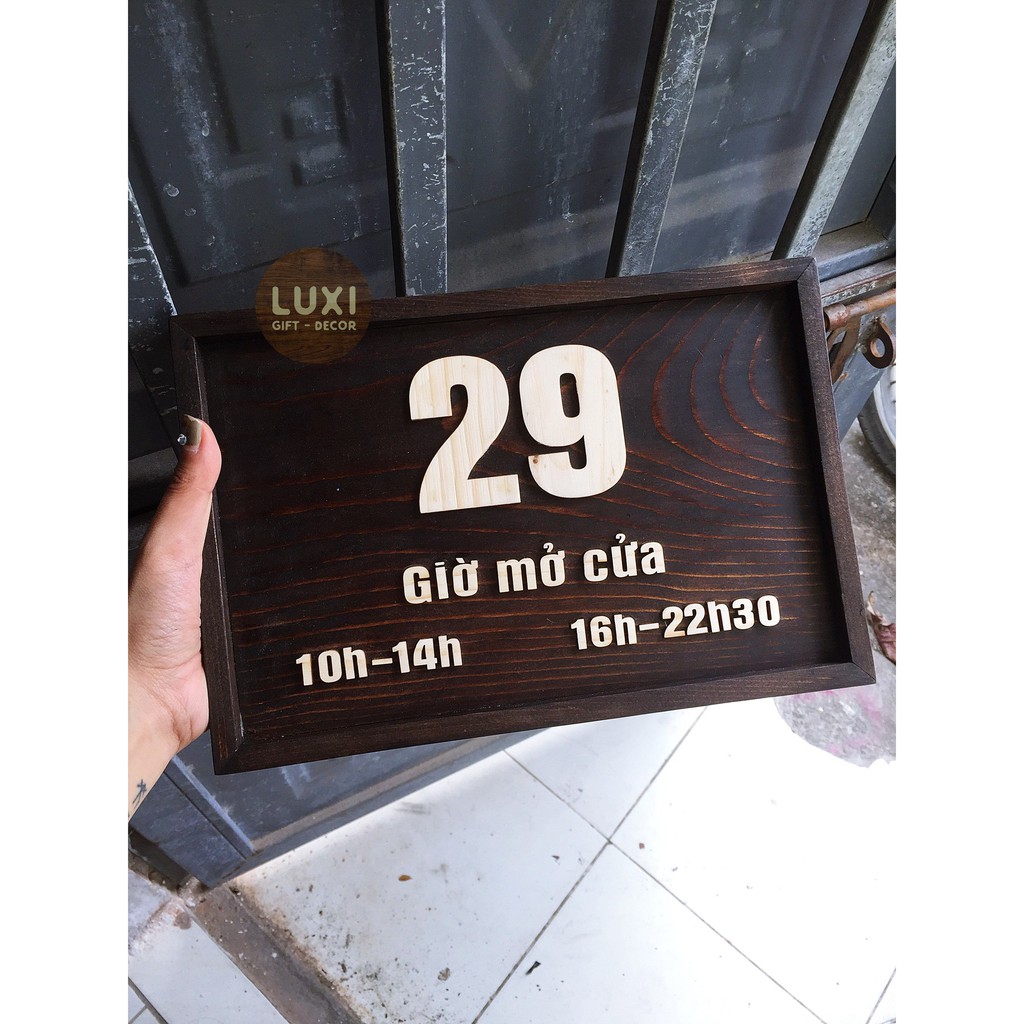 LUXI
GIFT - DECOR
29
Giờ mở cửa
10h-14h 16h-22h30